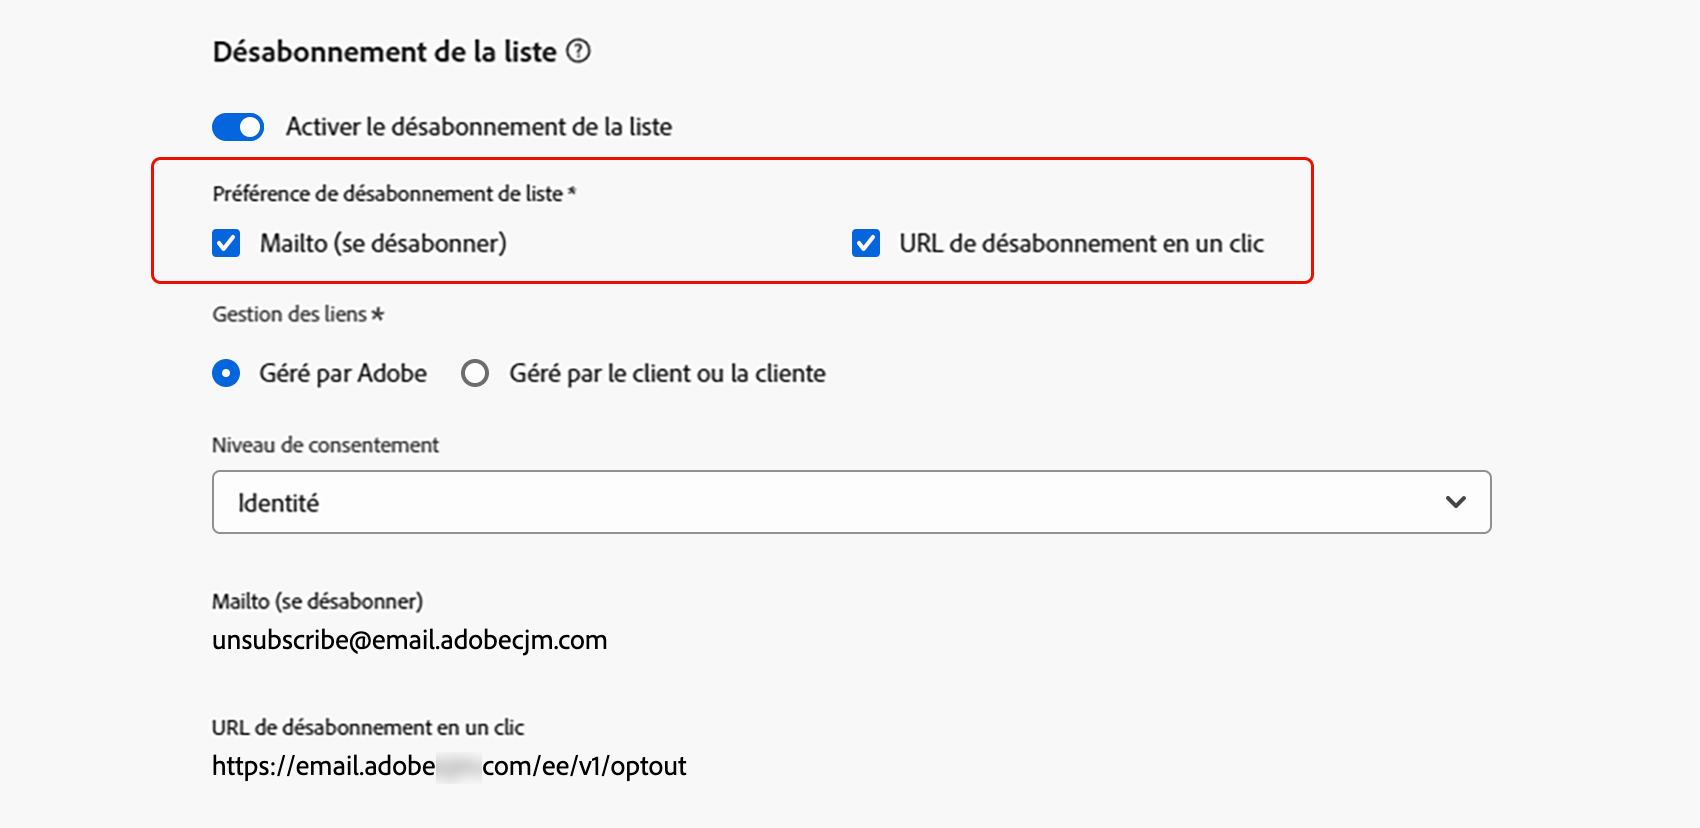 Désabonnement de la liste
Activer le désabonnement de la liste
Préférence de désabonnement de liste *
Mailto (se désabonner) URL de désabonnement en un clic
Gestion des liens *
Géré par Adobe Géré par le client ou la cliente
Niveau de consentement
Identité
Mailto (se désabonner)
unsubscribe@email.adobecjm.com
URL de désabonnement en un clic
https://email.adobe com/ee/v1/optout